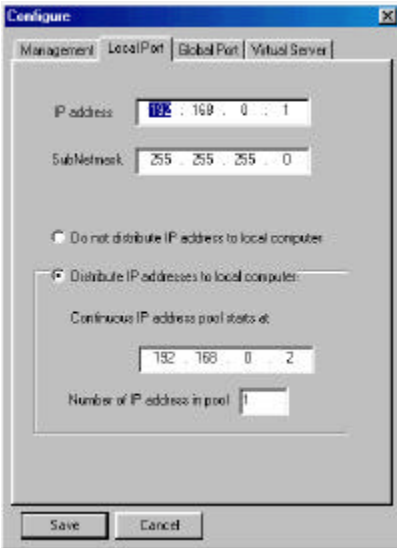 Configure
Management Local Port Global Port Virtual Server
IP address 192 . 168 . 0 . 1
SubNetmask 255 . 255 . 255 . 0
Do not distribute IP address to local computer
Distribute IP addresses to local computer
Continuous IP address pool starts at
192 . 168 . 0 . 2
Number of IP address in pool 1
Save Cancel